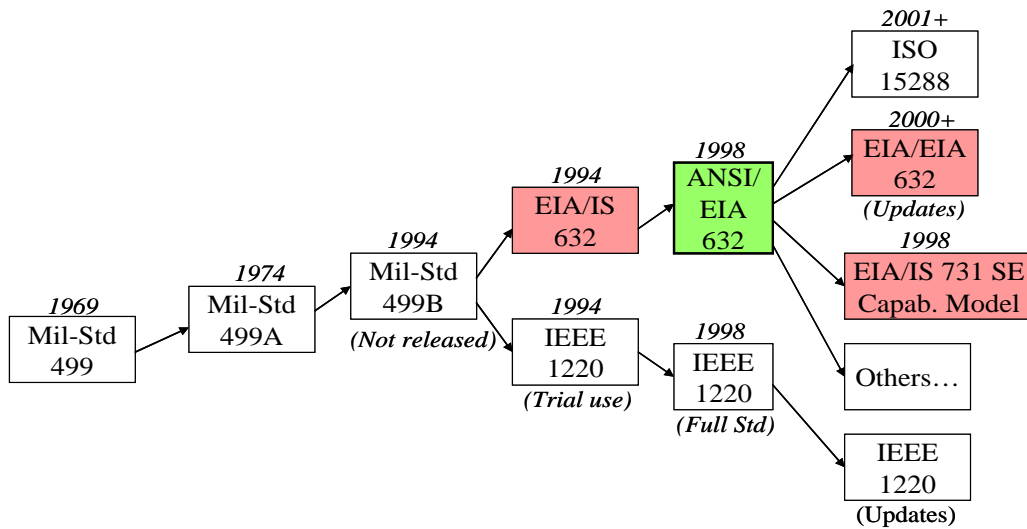 1969
Mil-Std
499
1974
Mil-Std
499A
1994
Mil-Std
499B
(Not released)
1994
EIA/IS
632
1994
IEEE
1220
(Trial use)
1998
ANSI/
EIA
632
1998
IEEE
1220
(Full Std)
2001+
ISO
15288
2000+
EIA/EIA
632
(Updates)
1998
EIA/IS 731 SE
Capab. Model
Others…
IEEE
1220
(Updates)